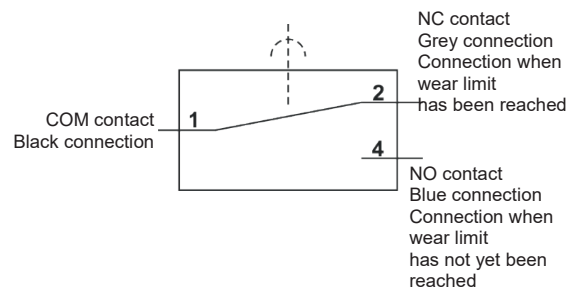 NC contact
Grey connection
Connection when
wear limit
has been reached
2
COM contact
Black connection
1
4
NO contact
Blue connection
Connection when
wear limit
has not yet been
reached